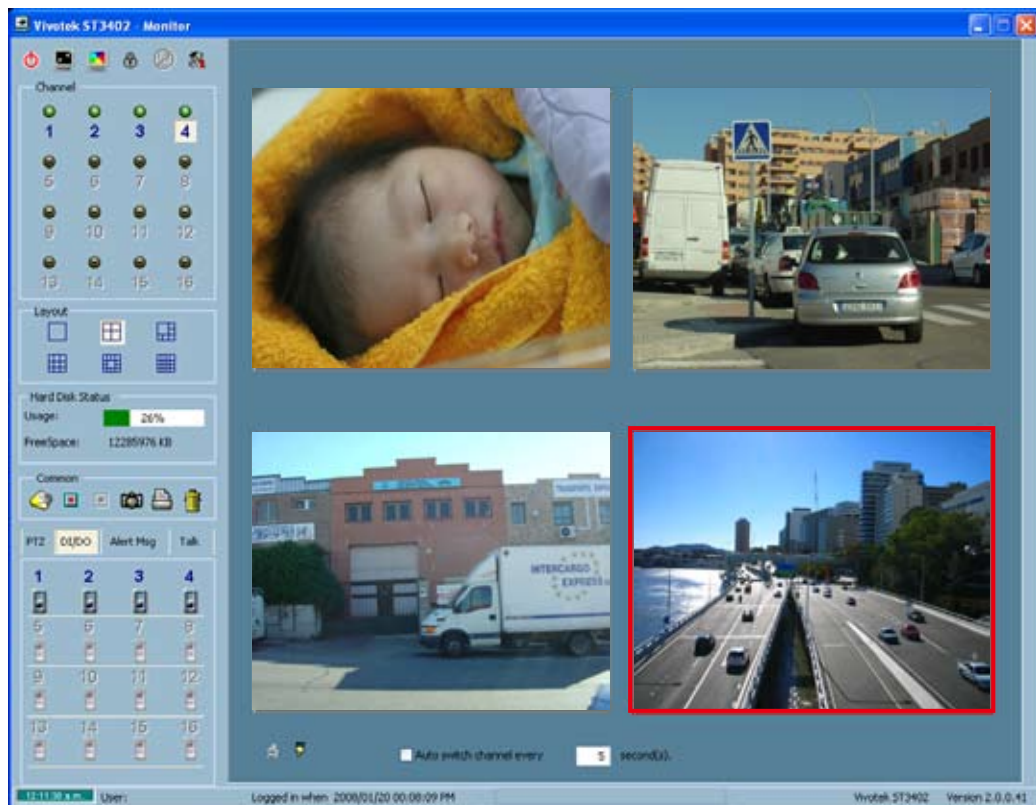 Vivotek ST3402 - Monitor
Channel
1 2 3 4
5 6 7 8
9 10 11 12
13 14 15 16
Layout
Hard Disk Status
Usage: 26%
FreeSpace: 12285976 KB
Common
PTZ DI/DO Alert Msg Talk
1 2 3 4
5 6 7 8
9 10 11 12
13 14 15 16
INTERCARGO
EXPRESS
Auto switch channel every 5 second(s).
12:11:38 a.m. User: Logged in when 2008/01/20 00:08:09 PM Vivotek ST3402 Version 2.0.0.41